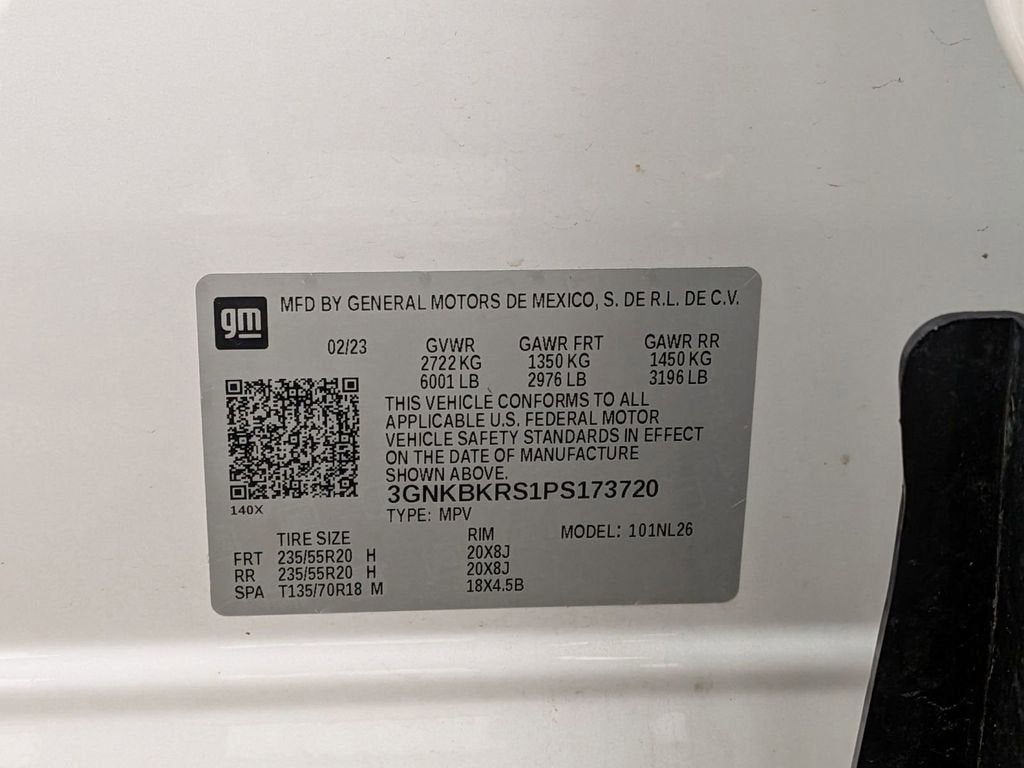 gm MFD BY GENERAL MOTORS DE MEXICO, S. DE R.L. DE C.V.
02/23 GVWR GAWR FRT GAWR RR
2722 KG 1350 KG 1450 KG
6001 LB 2976 LB 3196 LB
THIS VEHICLE CONFORMS TO ALL
APPLICABLE U.S. FEDERAL MOTOR
VEHICLE SAFETY STANDARDS IN EFFECT
ON THE DATE OF MANUFACTURE
SHOWN ABOVE.
3GNKBKRS1PS173720
140X
TYPE: MPV
TIRE SIZE RIM MODEL: 101NL26
FRT 235/55R20 H 20X8J
RR 235/55R20 H 20X8J
SPA T135/70R18 M 18X4.5B